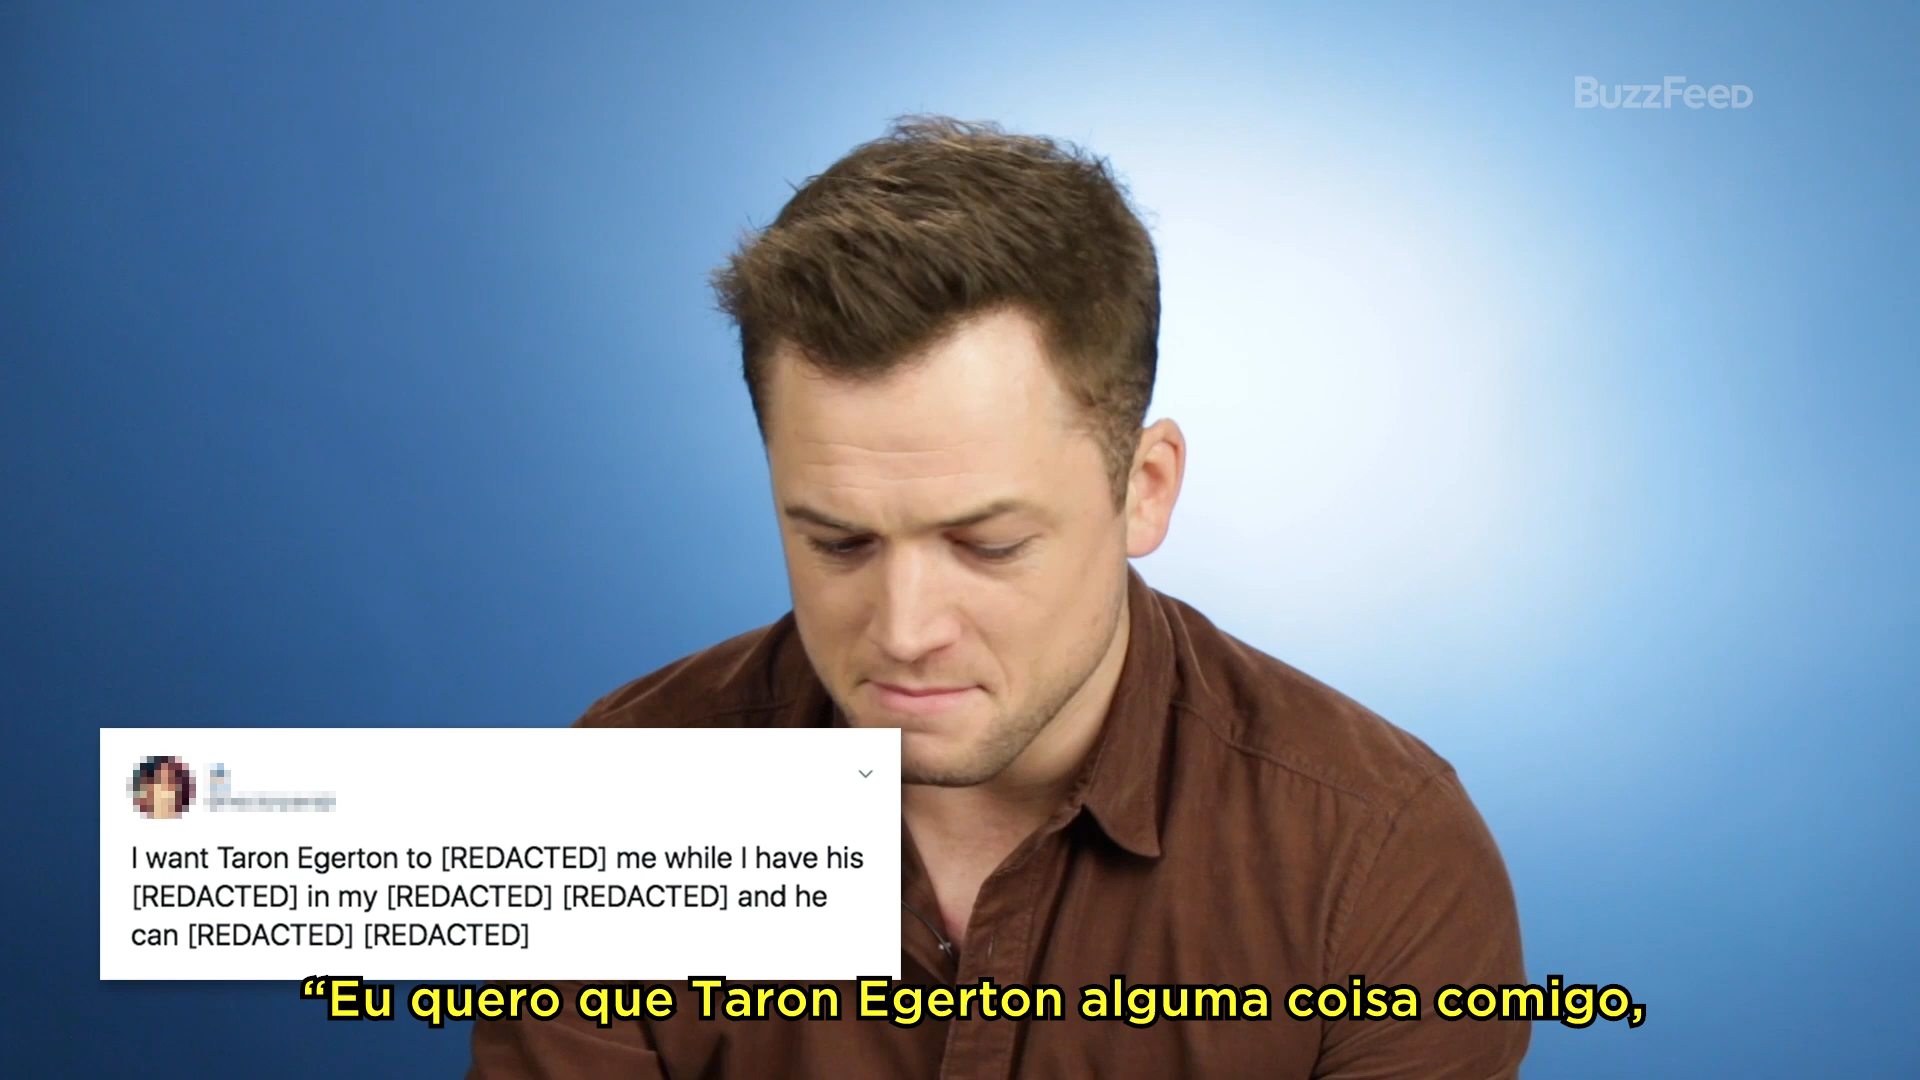 BuzzFeed
I want Taron Egerton to [REDACTED] me while I have his
[REDACTED] in my [REDACTED] [REDACTED] and he
can [REDACTED] [REDACTED]
“Eu quero que Taron Egerton alguma coisa comigo,